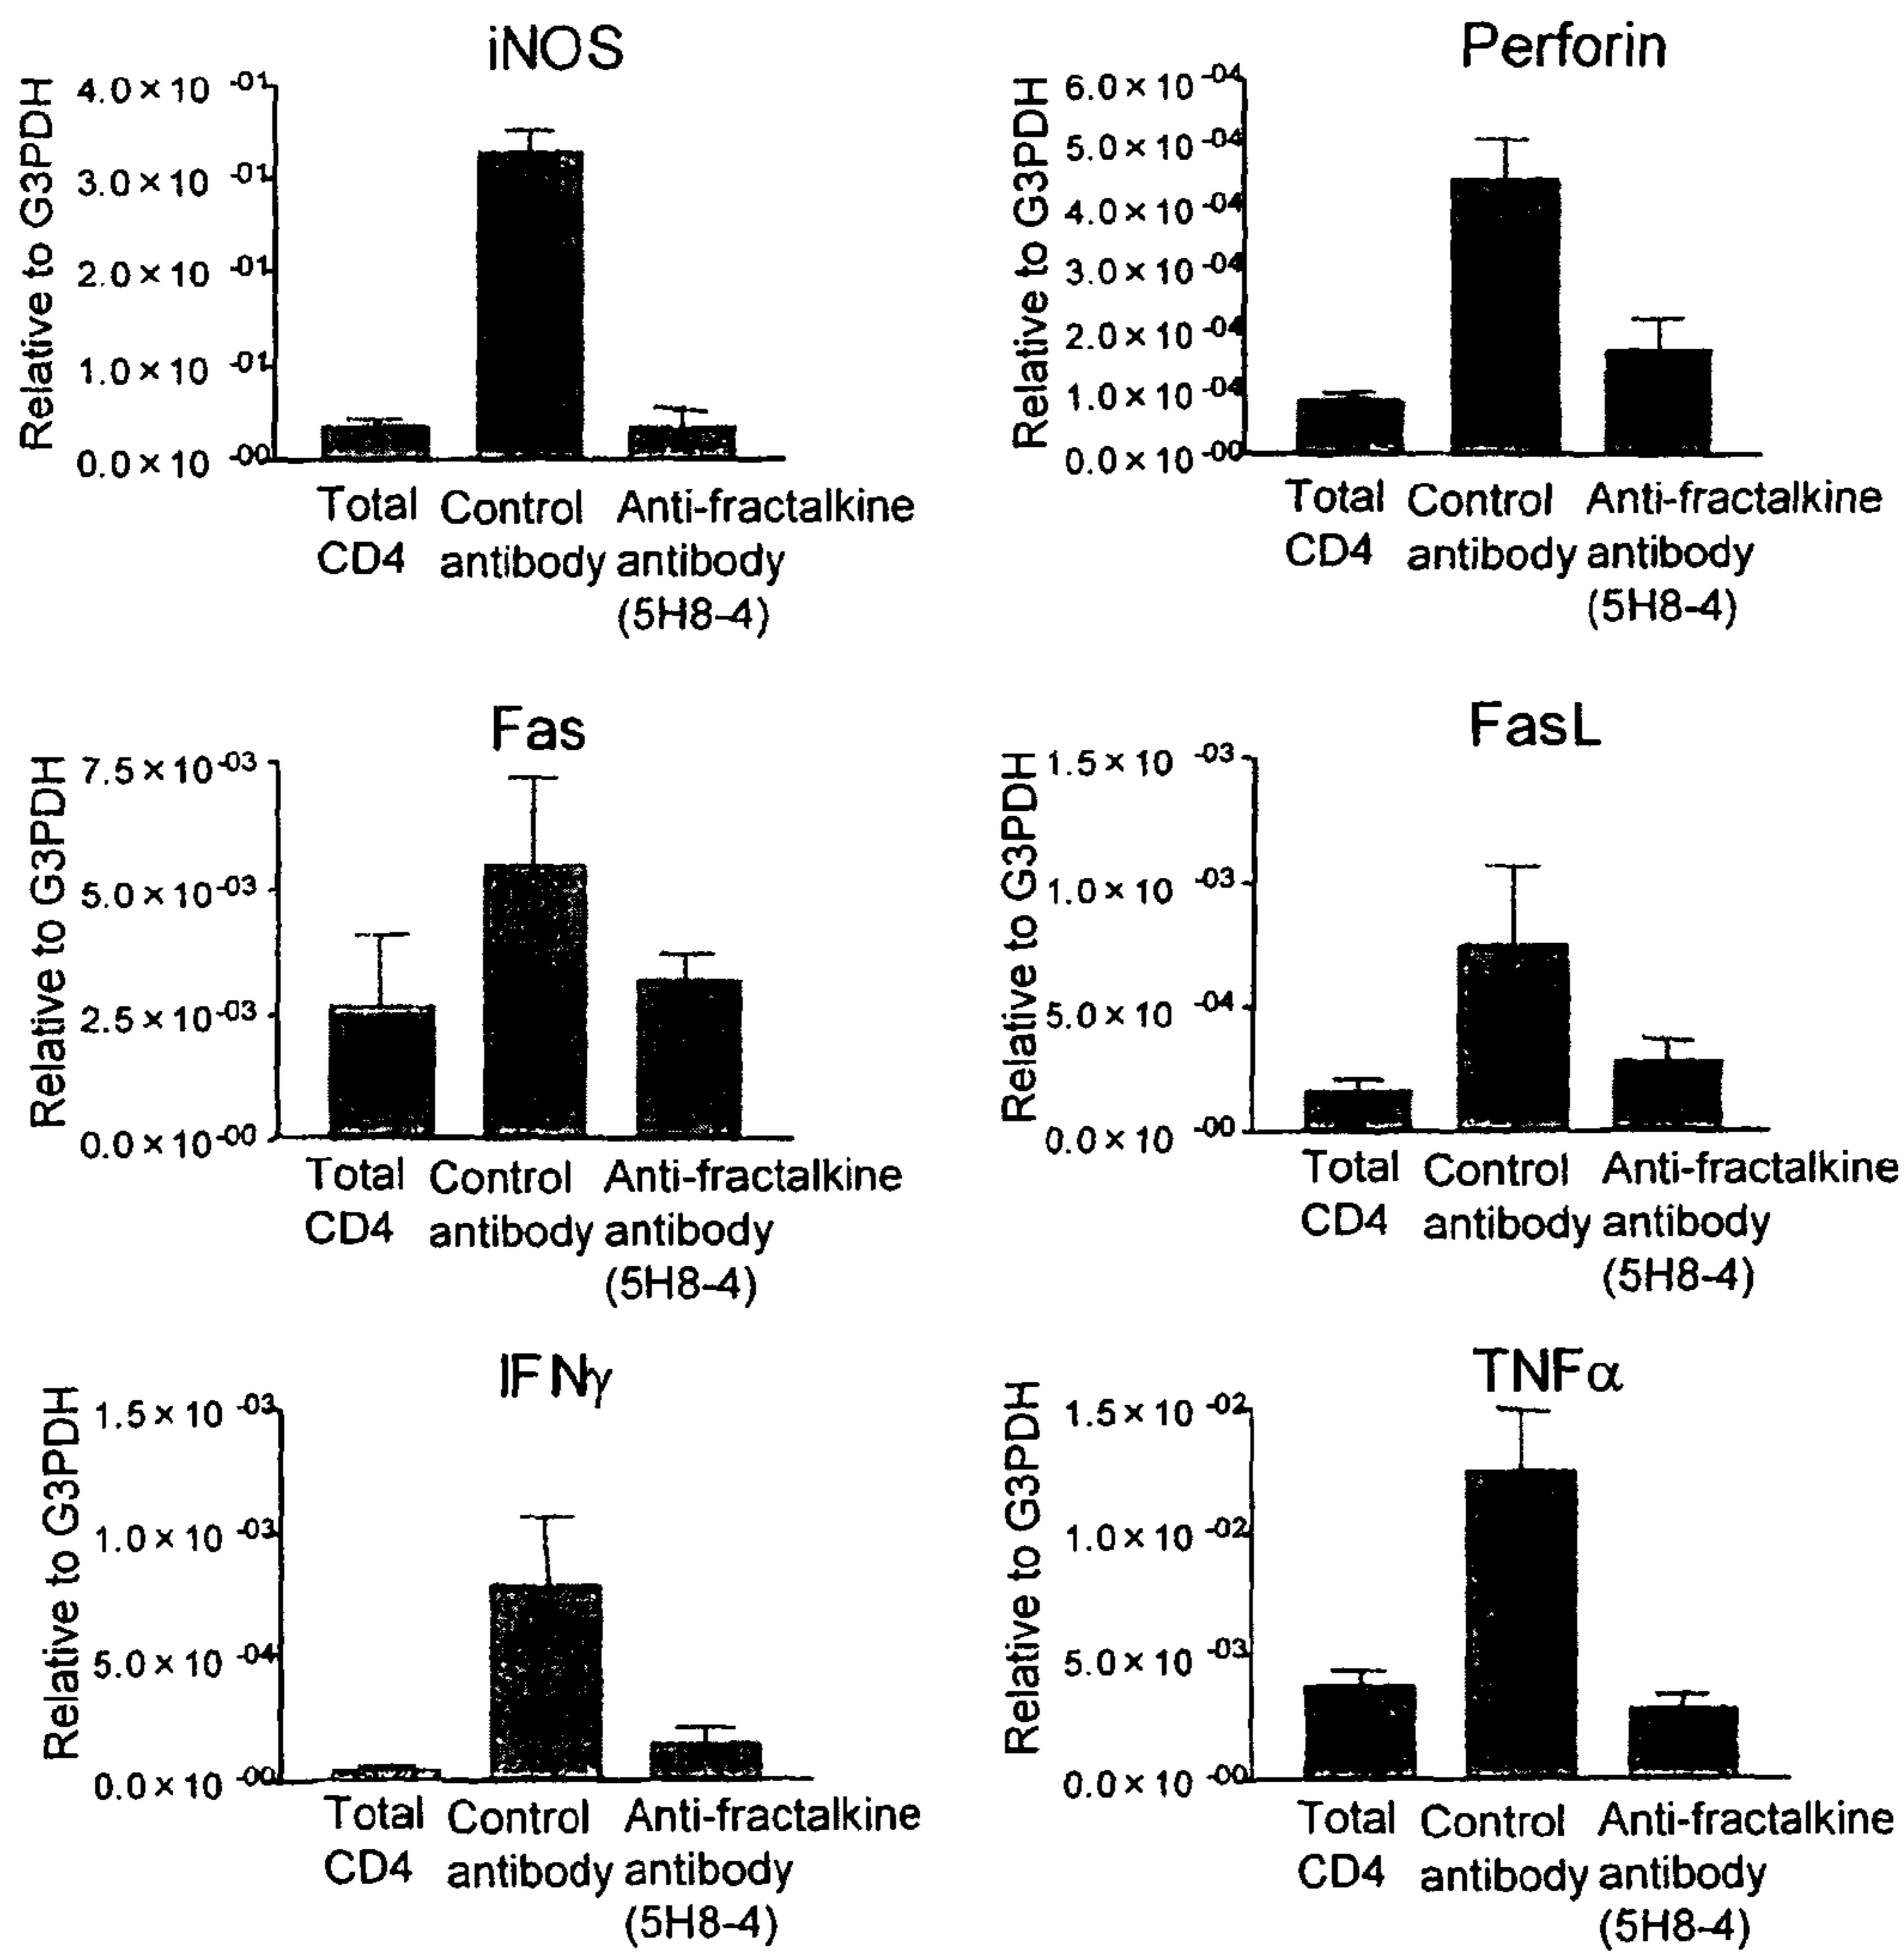 iNOS
Relative to G3PDH
4.0×10 -01
3.0×10 -01
2.0×10 -01
1.0×10 -01
0.0×10 -00
Total Control Anti-fractalkine
CD4 antibody antibody
(5H8-4)
Perforin
Relative to G3PDH
6.0×10 -04
5.0×10 -04
4.0×10 -04
3.0×10 -04
2.0×10 -04
1.0×10 -04
0.0×10 -00
Total Control Anti-fractalkine
CD4 antibody antibody
(5H8-4)
Fas
Relative to G3PDH
7.5×10-03
5.0×10-03
2.5×10-03
0.0×10-00
Total Control Anti-fractalkine
CD4 antibody antibody
(5H8-4)
FasL
Relative to G3PDH
1.5×10 -03
1.0×10 -03
5.0×10 -04
0.0×10 -00
Total Control Anti-fractalkine
CD4 antibody antibody
(5H8-4)
IFNγ
Relative to G3PDH
1.5×10 -03
1.0×10 -03
5.0×10 -04
0.0×10 -00
Total Control Anti-fractalkine
CD4 antibody antibody
(5H8-4)
TNFα
Relative to G3PDH
1.5×10 -02
1.0×10 -02
5.0×10 -03
0.0×10 -00
Total Control Anti-fractalkine
CD4 antibody antibody
(5H8-4)